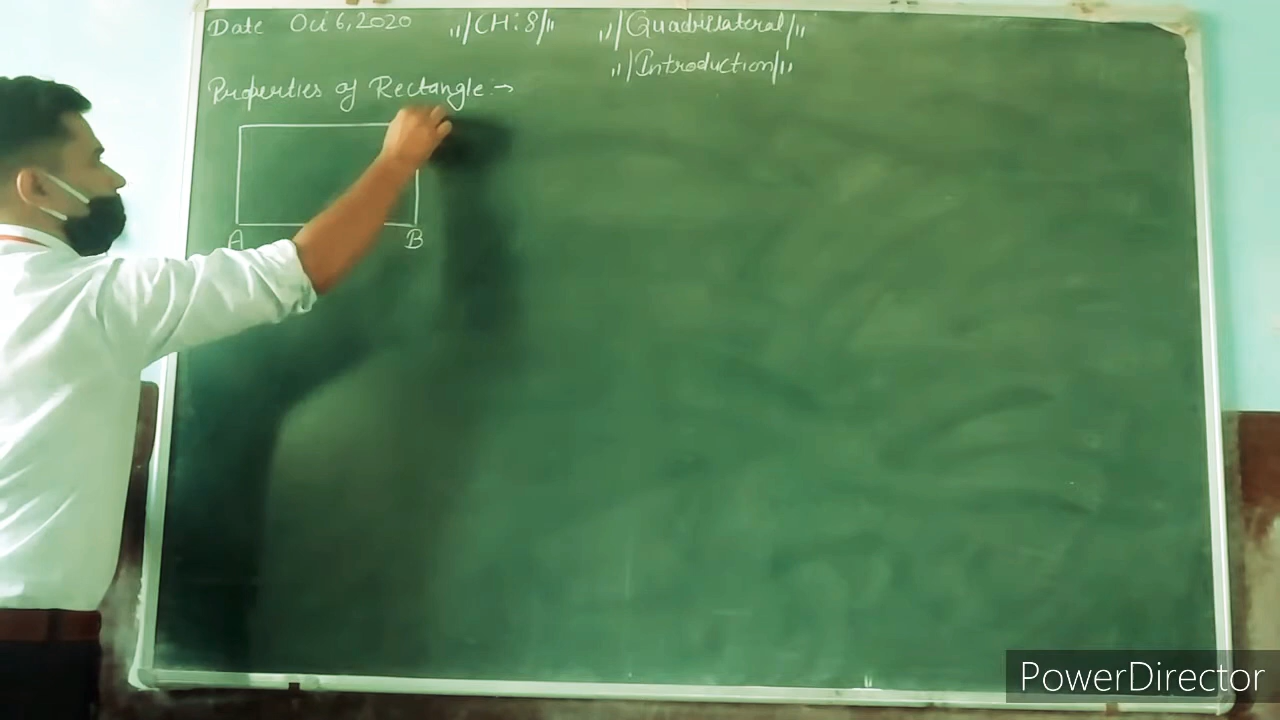 Date Oct 6, 2020 ,,/CH:8/,, ,,/Quadrilateral/,,
,,/Introduction/,,
Properties of Rectangle :→
A B
PowerDirector